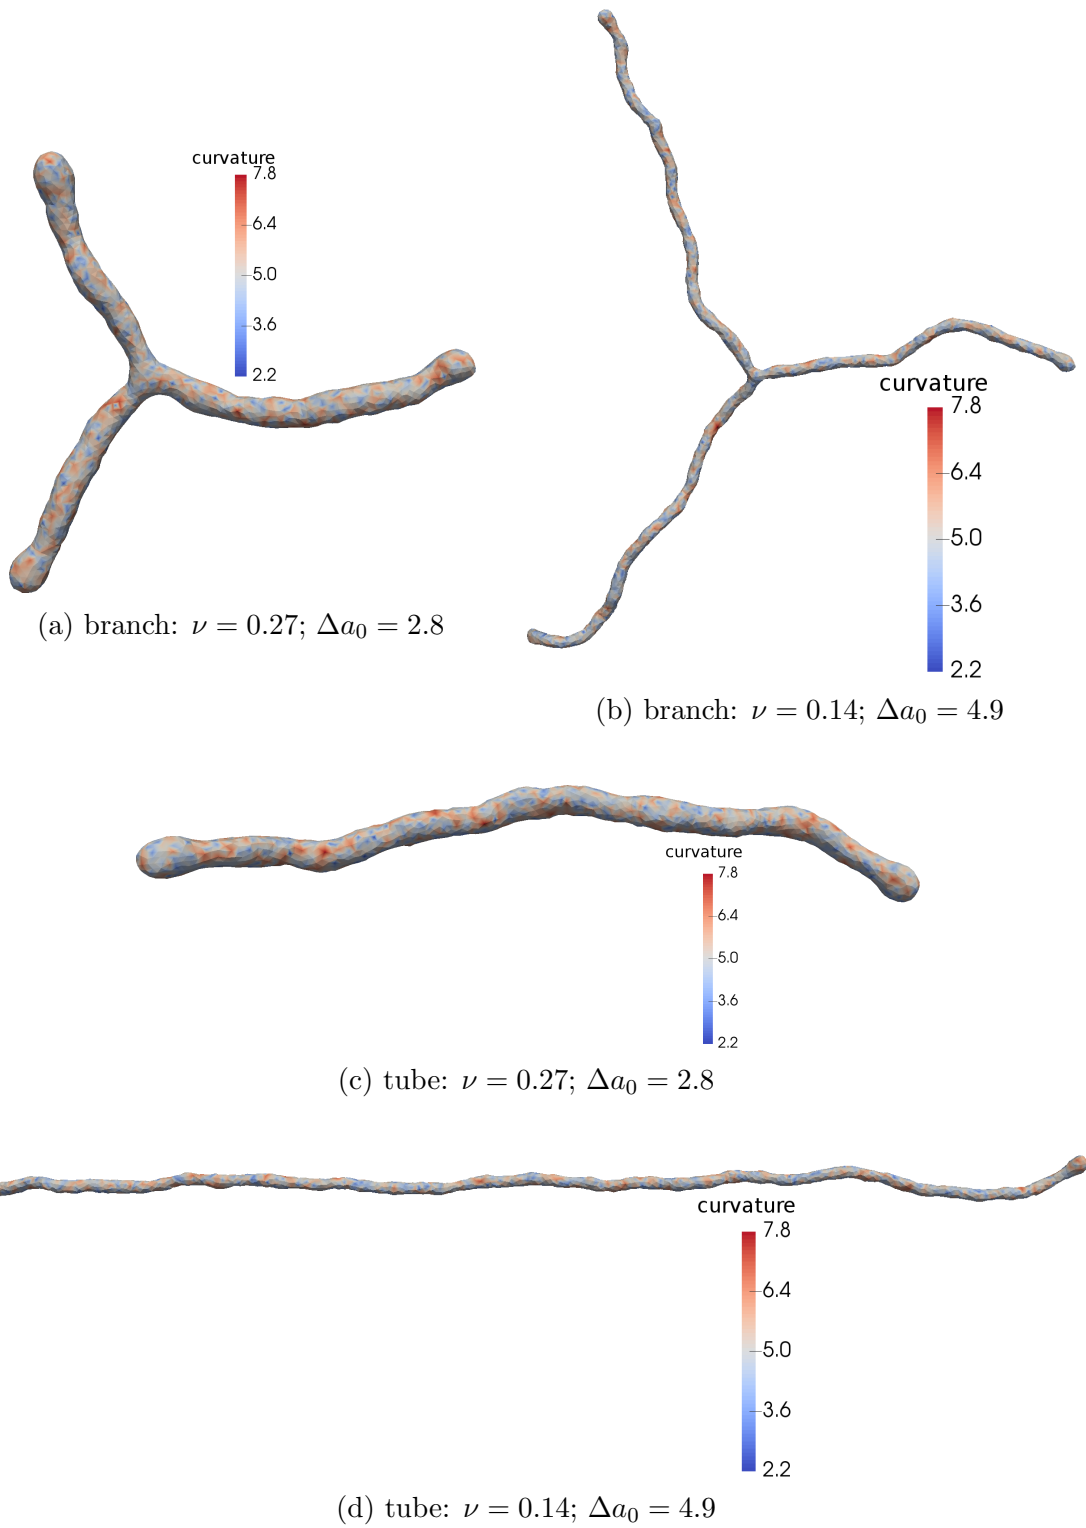 curvature
7.8
6.4
5.0
3.6
2.2
(a) branch: ν = 0.27; Δa₀ = 2.8
curvature
7.8
6.4
5.0
3.6
2.2
(b) branch: ν = 0.14; Δa₀ = 4.9
curvature
7.8
6.4
5.0
3.6
2.2
(c) tube: ν = 0.27; Δa₀ = 2.8
curvature
7.8
6.4
5.0
3.6
2.2
(d) tube: ν = 0.14; Δa₀ = 4.9